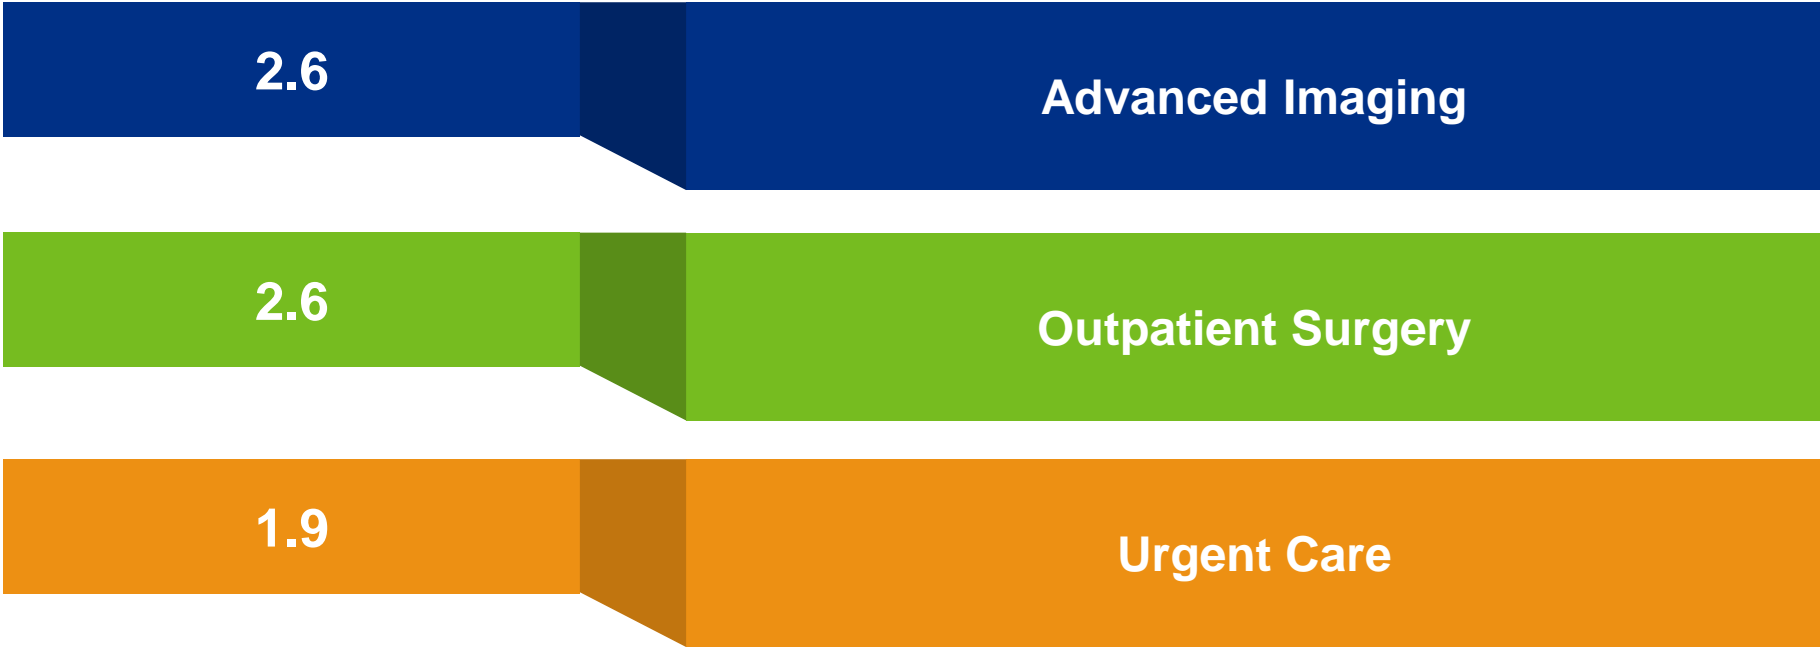 2.6
Advanced Imaging
2.6
Outpatient Surgery
1.9
Urgent Care